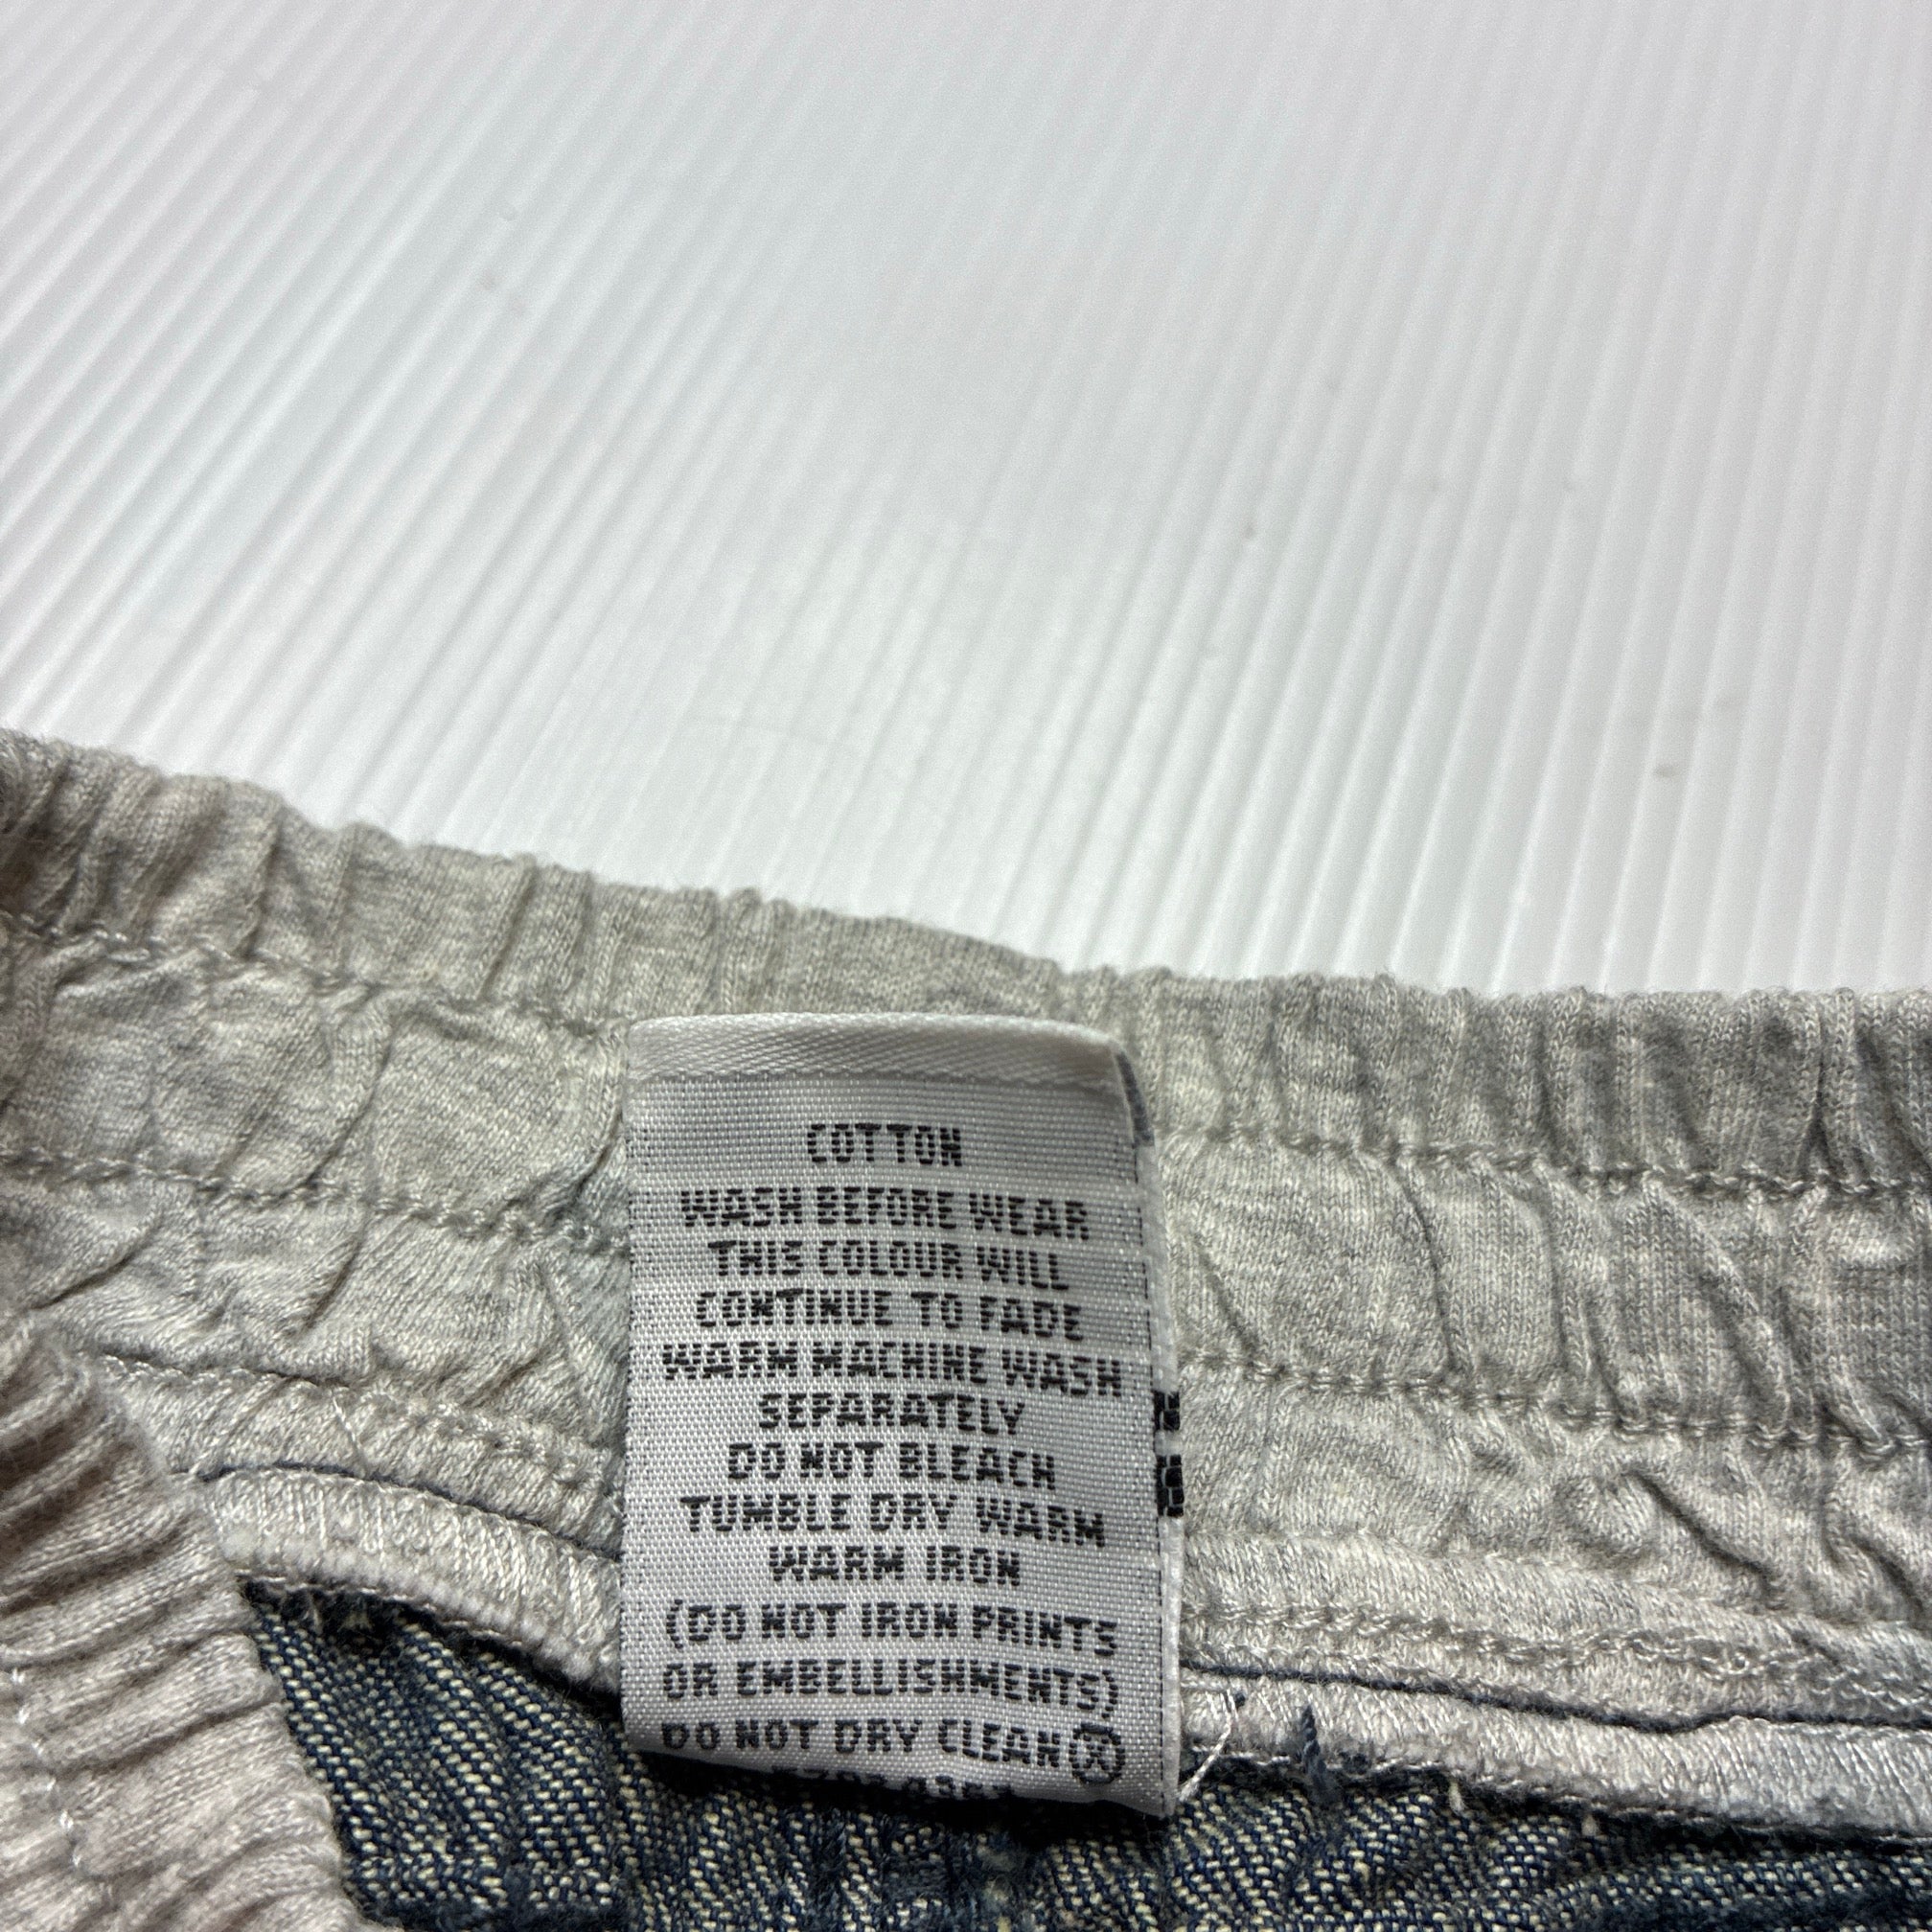 COTTON
WASH BEFORE WEAR
THIS COLOUR WILL
CONTINUE TO FADE
WARM MACHINE WASH
SEPARATELY
DO NOT BLEACH
TUMBLE DRY WARM
WARM IRON
(DO NOT IRON PRINTS
OR EMBELLISHMENTS)
DO NOT DRY CLEAN